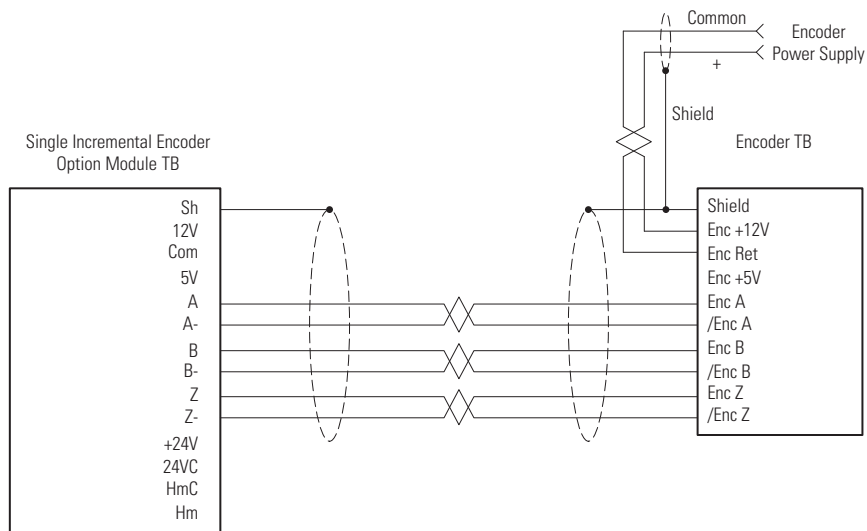 Common
Encoder
Power Supply
+
Shield
Single Incremental Encoder
Option Module TB
Encoder TB
Sh
12V
Com
5V
A
A-
B
B-
Z
Z-
+24V
24VC
HmC
Hm
Shield
Enc +12V
Enc Ret
Enc +5V
Enc A
/Enc A
Enc B
/Enc B
Enc Z
/Enc Z